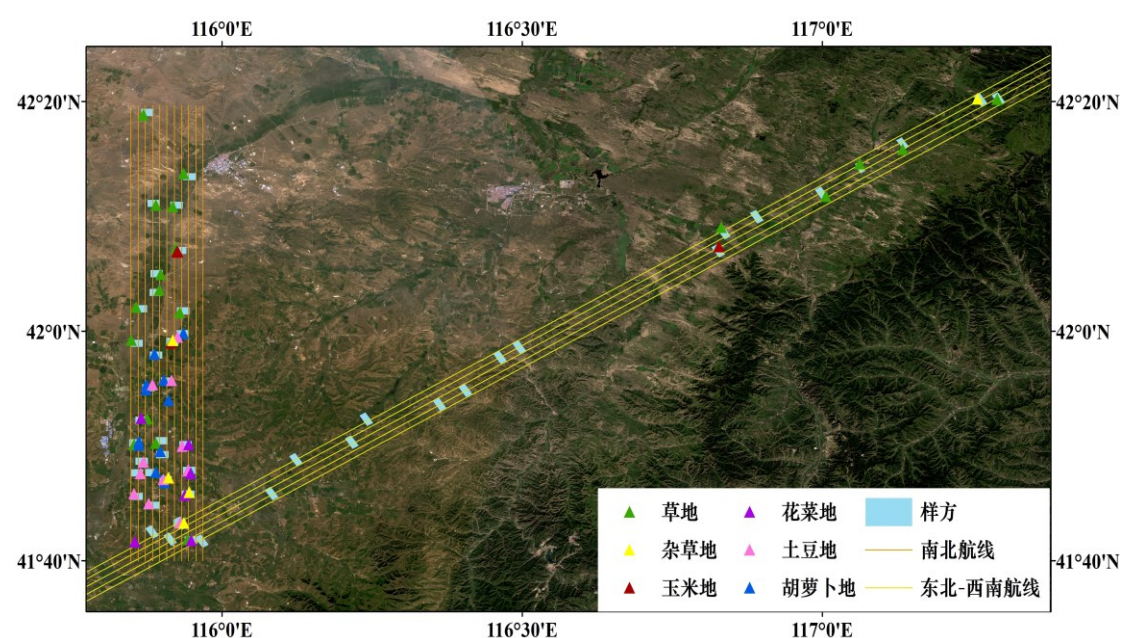 116°0'E 116°30'E 117°0'E
42°20'N 42°20'N
42°0'N 42°0'N
草地 花菜地 样方
杂草地 土豆地 南北航线
41°40'N 41°40'N
玉米地 胡萝卜地 东北-西南航线
116°0'E 116°30'E 117°0'E